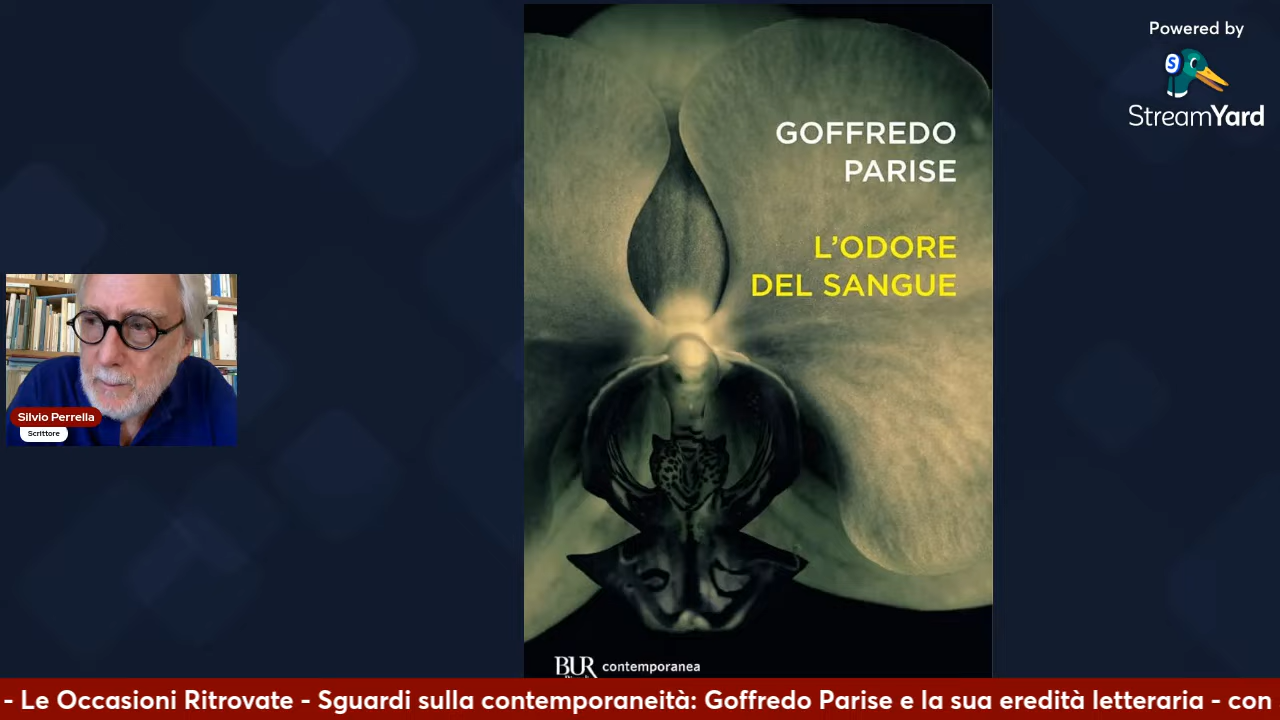 Powered by
StreamYard
GOFFREDO
PARISE
L'ODORE
DEL SANGUE
Silvio Perrella
Scrittore
BUR contemporanea
- Le Occasioni Ritrovate - Sguardi sulla contemporaneità: Goffredo Parise e la sua eredità letteraria - con